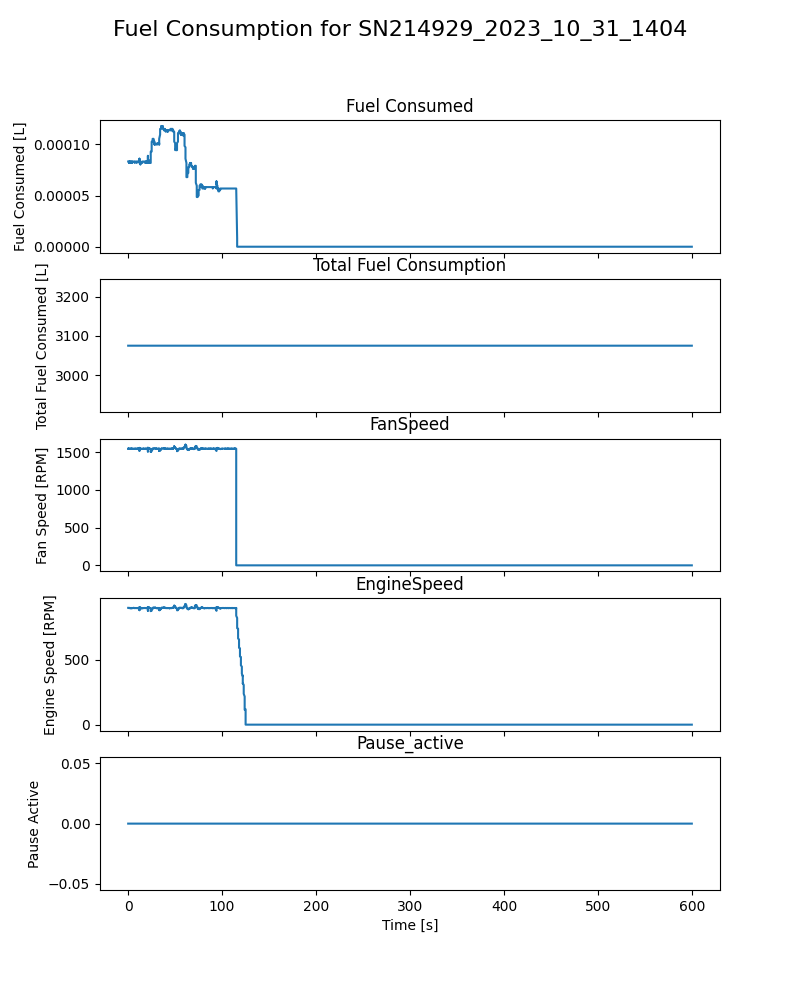 Fuel Consumption for SN214929_2023_10_31_1404
Fuel Consumed
Fuel Consumed [L]
0.00010
0.00005
0.00000
Total Fuel Consumption
Total Fuel Consumed [L]
3200
3100
3000
FanSpeed
Fan Speed [RPM]
1500
1000
500
0
EngineSpeed
Engine Speed [RPM]
500
0
Pause_active
Pause Active
0.05
0.00
−0.05
0 100 200 300 400 500 600
Time [s]